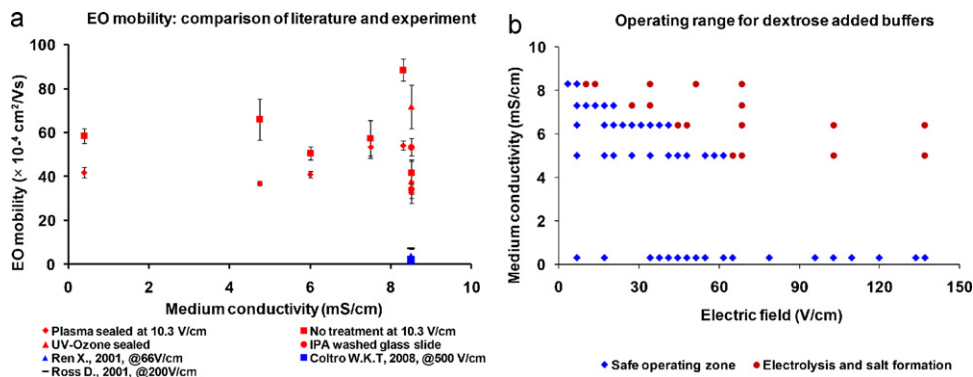 a
EO mobility: comparison of literature and experiment
EO mobility (× 10⁻⁴ cm²/Vs)
100
80
60
40
20
0
0 2 4 6 8 10
Medium conductivity (mS/cm)
Plasma sealed at 10.3 V/cm
No treatment at 10.3 V/cm
UV-Ozone sealed
IPA washed glass slide
Ren X., 2001, @66V/cm
Coltro W.K.T, 2008, @500 V/cm
Ross D., 2001, @200V/cm
b
Operating range for dextrose added buffers
Medium conductivity (mS/cm)
10
8
6
4
2
0
0 30 60 90 120 150
Electric field (V/cm)
Safe operating zone
Electrolysis and salt formation